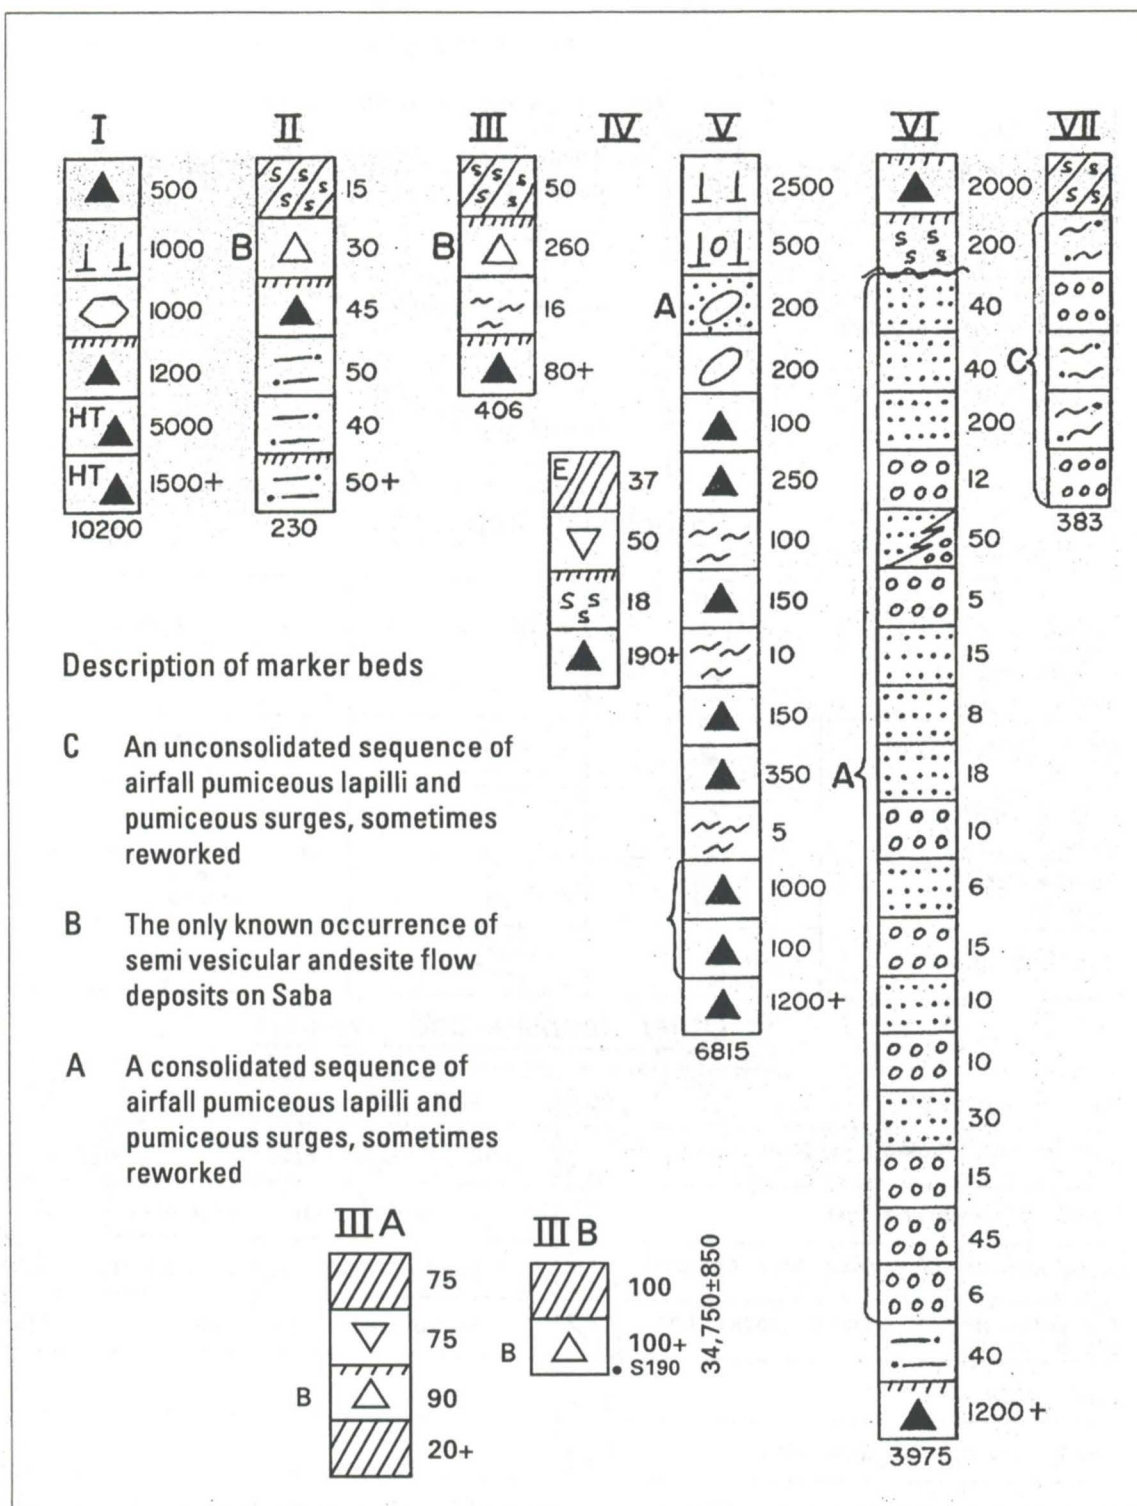 I II III IV V VI VII
500
1000
1000
1200
HT 5000
HT 1500+
10200
S S S S S 15
B 30
45
50
40
50+
230
S S S S S 50
B 260
16
80+
406
E 37
50
S S S 18
190+
2500
500
A 200
200
100
250
100
150
10
150
350
5
1000
100
1200+
6815
2000
S S S S 200
40
40
200
12
50
5
15
8
18
A
10
6
15
10
10
30
15
45
6
40
1200+
3975
S S S S
C
383
Description of marker beds
C An unconsolidated sequence of
airfall pumiceous lapilli and
pumiceous surges, sometimes
reworked
B The only known occurrence of
semi vesicular andesite flow
deposits on Saba
A A consolidated sequence of
airfall pumiceous lapilli and
pumiceous surges, sometimes
reworked
III A
75
75
B 90
20+
III B
100
B 100+
S190
34,750±850